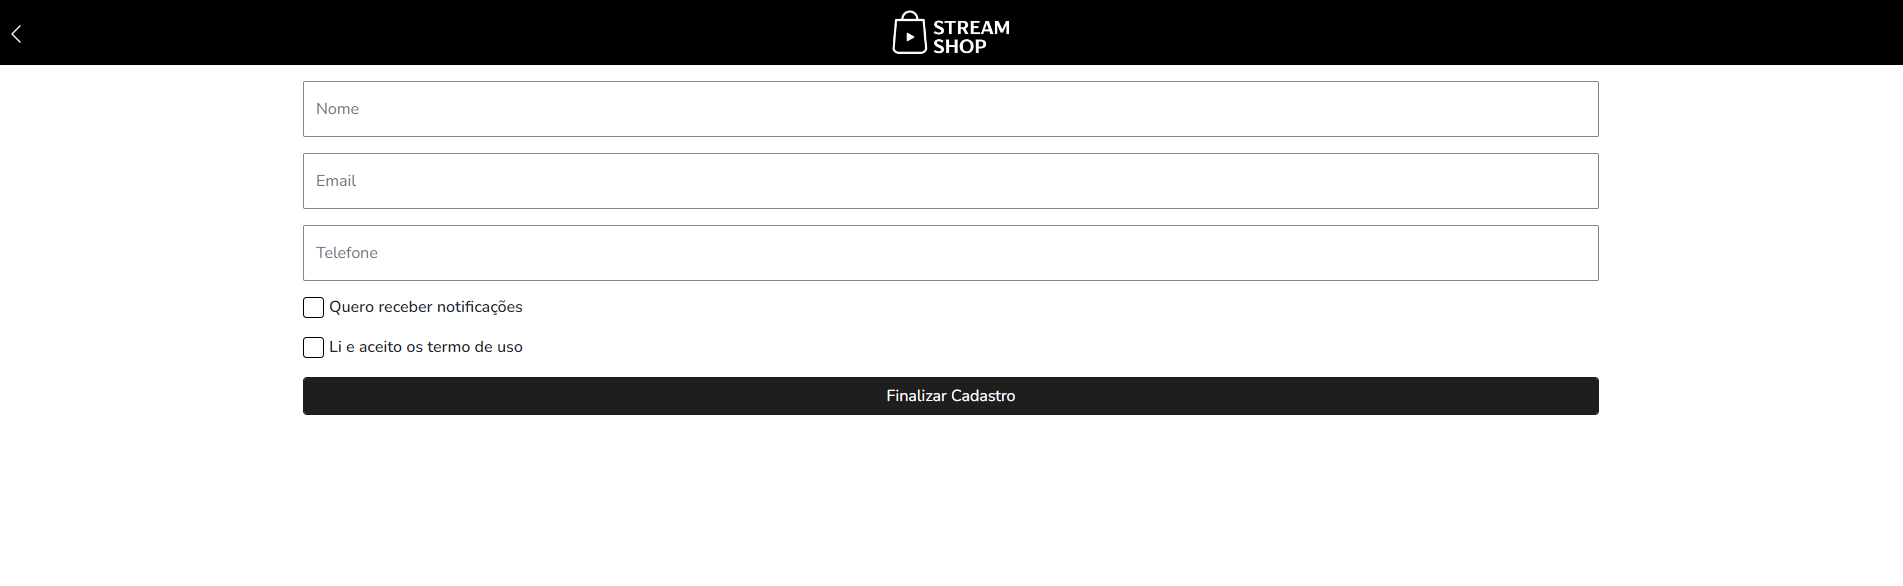 STREAM
SHOP
Nome
Email
Telefone
Quero receber notificações
Li e aceito os termo de uso
Finalizar Cadastro